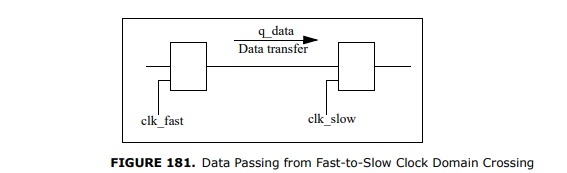 q_data
Data transfer
clk_fast
clk_slow
FIGURE 181. Data Passing from Fast-to-Slow Clock Domain Crossing